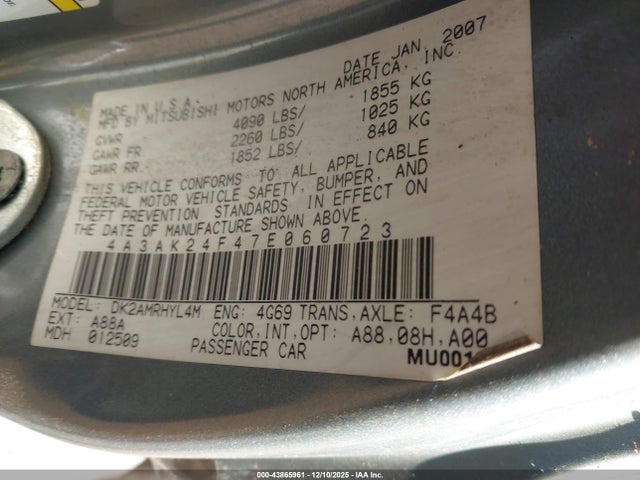 or.
MADE IN U.S.A. DATE JAN, 2007
MFD BY MITSUBISHI MOTORS NORTH AMERICA, INC.
GVWR 4090 LBS/ 1855 KG
GAWR FR. 2260 LBS/ 1025 KG
GAWR RR. 1852 LBS/ 840 KG
THIS VEHICLE CONFORMS TO ALL APPLICABLE
FEDERAL MOTOR VEHICLE SAFETY, BUMPER, AND
THEFT PREVENTION STANDARDS IN EFFECT ON
THE DATE OF MANUFACTURE SHOWN ABOVE.
4A3AK24F47E060723
MODEL: DK2AMRHYL4M ENG: 4G69 TRANS,AXLE: F4A4B
EXT: A88A COLOR,INT,OPT: A88,08H,A00
MDH 012509 PASSENGER CAR MU001
000-43865961 - 12/10/2025 - IAA Inc.